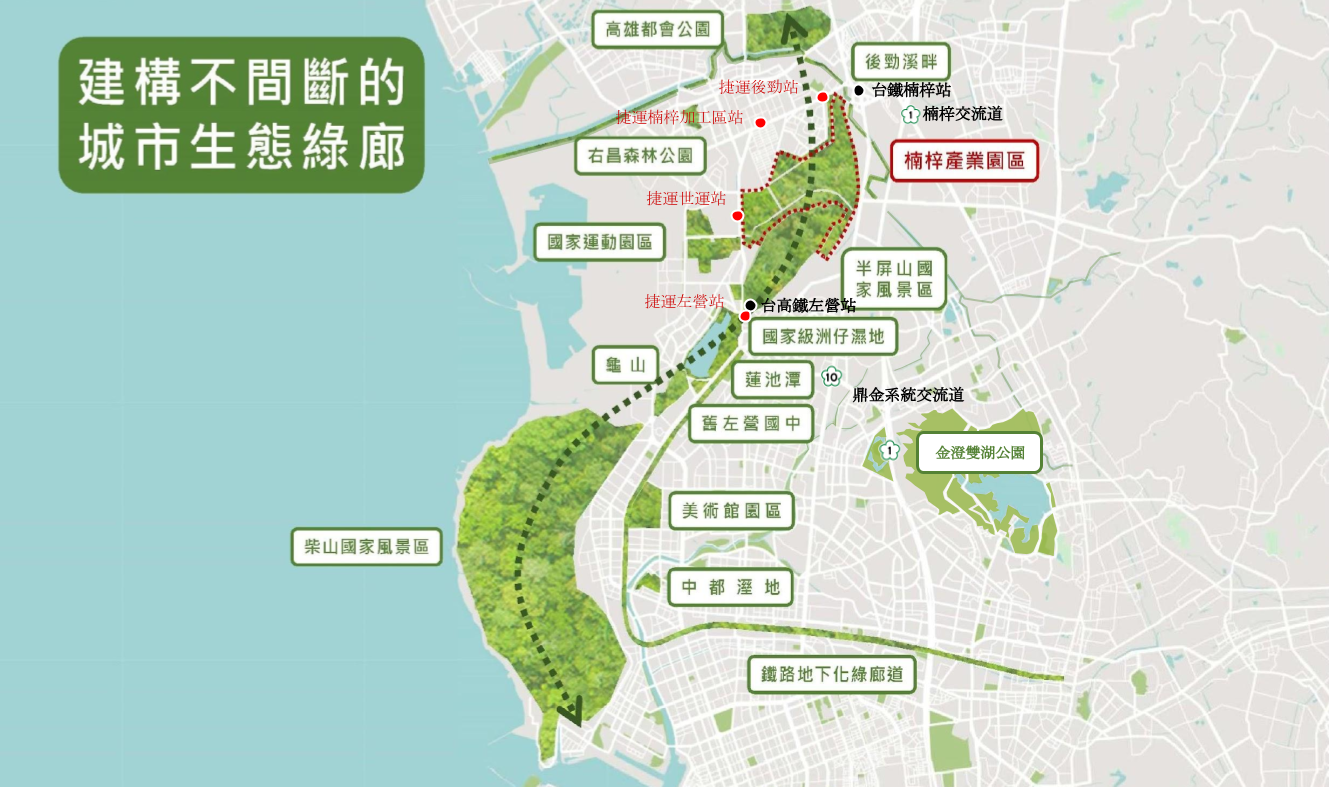 建構不間斷的
城市生態綠廊
高雄都會公園
後勁溪畔
捷運後勁站
台鐵楠梓站
捷運楠梓加工區站
1
楠梓交流道
右昌森林公園
楠梓產業園區
捷運世運站
國家運動園區
半屏山國
家風景區
捷運左營站
台高鐵左營站
國家級洲仔濕地
龜山
蓮池潭
10
鼎金系統交流道
舊左營國中
1
金澄雙湖公園
美術館園區
柴山國家風景區
中都溼地
鐵路地下化綠廊道